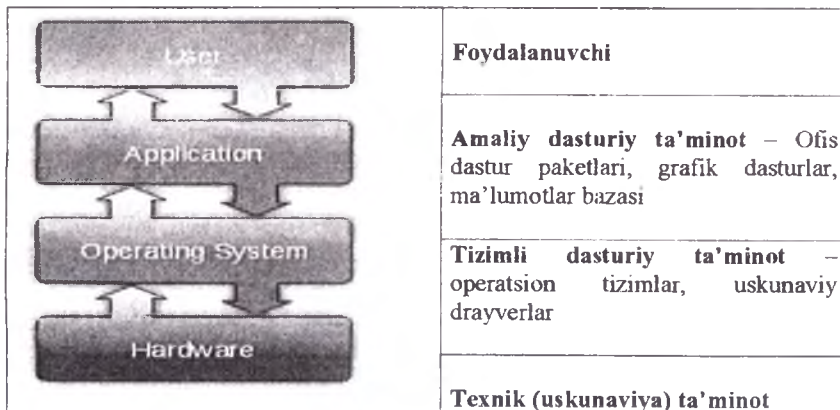 User
Application
Operating System
Hardware
Foydalanuvchi
Amaliy dasturiy ta'minot – Ofis
dastur paketlari, grafik dasturlar,
ma'lumotlar bazasi
Tizimli dasturiy ta'minot –
operatsion tizimlar, uskunaviy
drayverlar
Texnik (uskunaviya) ta'minot